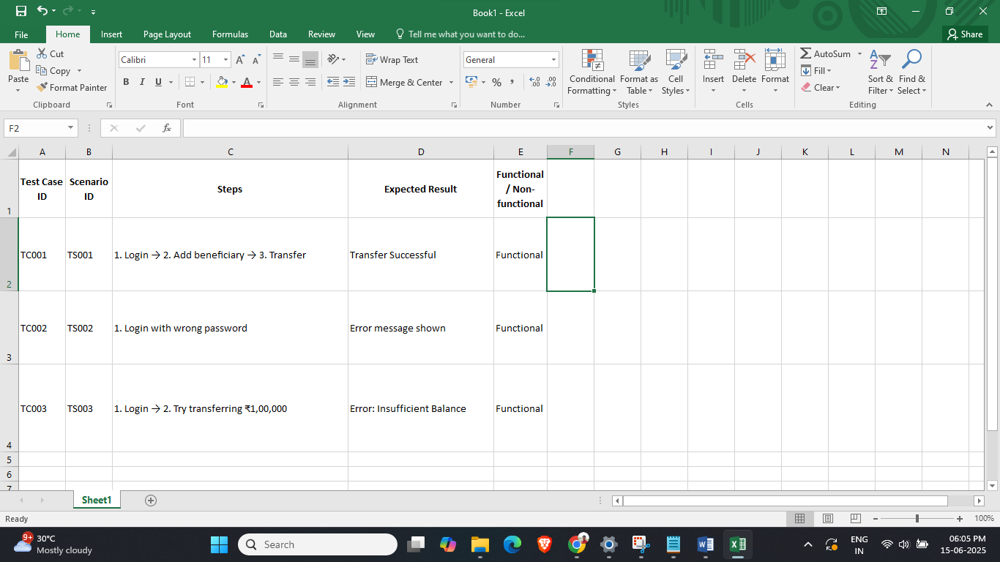 Book1 - Excel
File Home Insert Page Layout Formulas Data Review View Tell me what you want to do... Share
Paste
Cut
Copy
Format Painter
Clipboard
Calibri 11
B I U
Font
Wrap Text
Merge & Center
Alignment
General
%
Number
Conditional Formatting
Format as Table
Cell Styles
Styles
Insert Delete Format
Cells
AutoSum
Fill
Clear
Sort & Filter
Find & Select
Editing
F2 fx
A B C D E F G H I J K L M N
1 Test Case ID Scenario ID Steps Expected Result Functional / Non-functional
2 TC001 TS001 1. Login → 2. Add beneficiary → 3. Transfer Transfer Successful Functional
3 TC002 TS002 1. Login with wrong password Error message shown Functional
4 TC003 TS003 1. Login → 2. Try transferring ₹1,00,000 Error: Insufficient Balance Functional
5
6
7
Sheet1
Ready 100%
9+ 30°C
Mostly cloudy
Search
ENG
IN
06:05 PM
15-06-2025